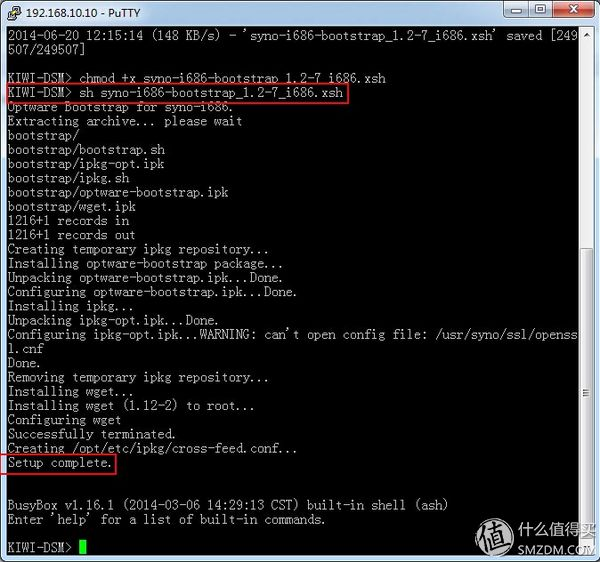 192.168.10.10 - PuTTY
2014-06-20 12:15:14 (148 KB/s) - 'syno-i686-bootstrap_1.2-7_i686.xsh' saved [249
507/249507]
KIWI-DSM> chmod +x syno-i686-bootstrap_1.2-7_i686.xsh
KIWI-DSM> sh syno-i686-bootstrap_1.2-7_i686.xsh
Optware Bootstrap for syno-i686.
Extracting archive... please wait
bootstrap/
bootstrap/bootstrap.sh
bootstrap/ipkg-opt.ipk
bootstrap/ipkg.sh
bootstrap/optware-bootstrap.ipk
bootstrap/wget.ipk
1216+1 records in
1216+1 records out
Creating temporary ipkg repository...
Installing optware-bootstrap package...
Unpacking optware-bootstrap.ipk...Done.
Configuring optware-bootstrap.ipk...Done.
Installing ipkg...
Unpacking ipkg-opt.ipk...Done.
Configuring ipkg-opt.ipk...WARNING: can't open config file: /usr/syno/ssl/openss
l.cnf
Done.
Removing temporary ipkg repository...
Installing wget...
Installing wget (1.12-2) to root...
Configuring wget
Successfully terminated.
Creating /opt/etc/ipkg/cross-feed.conf...
Setup complete.
BusyBox v1.16.1 (2014-03-06 14:29:13 CST) built-in shell (ash)
Enter 'help' for a list of built-in commands.
KIWI-DSM>
值 什么值得买
SMZDM.COM